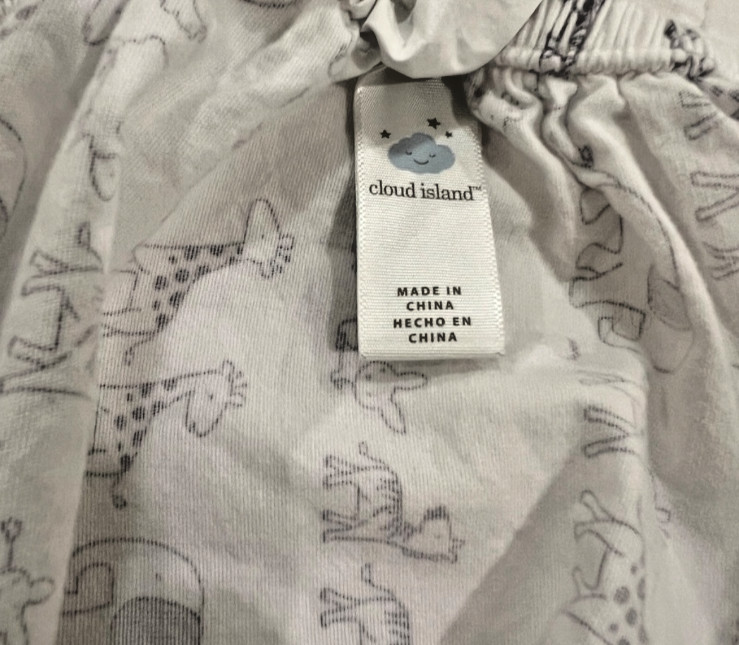 cloud island™
MADE IN
CHINA
HECHO EN
CHINA